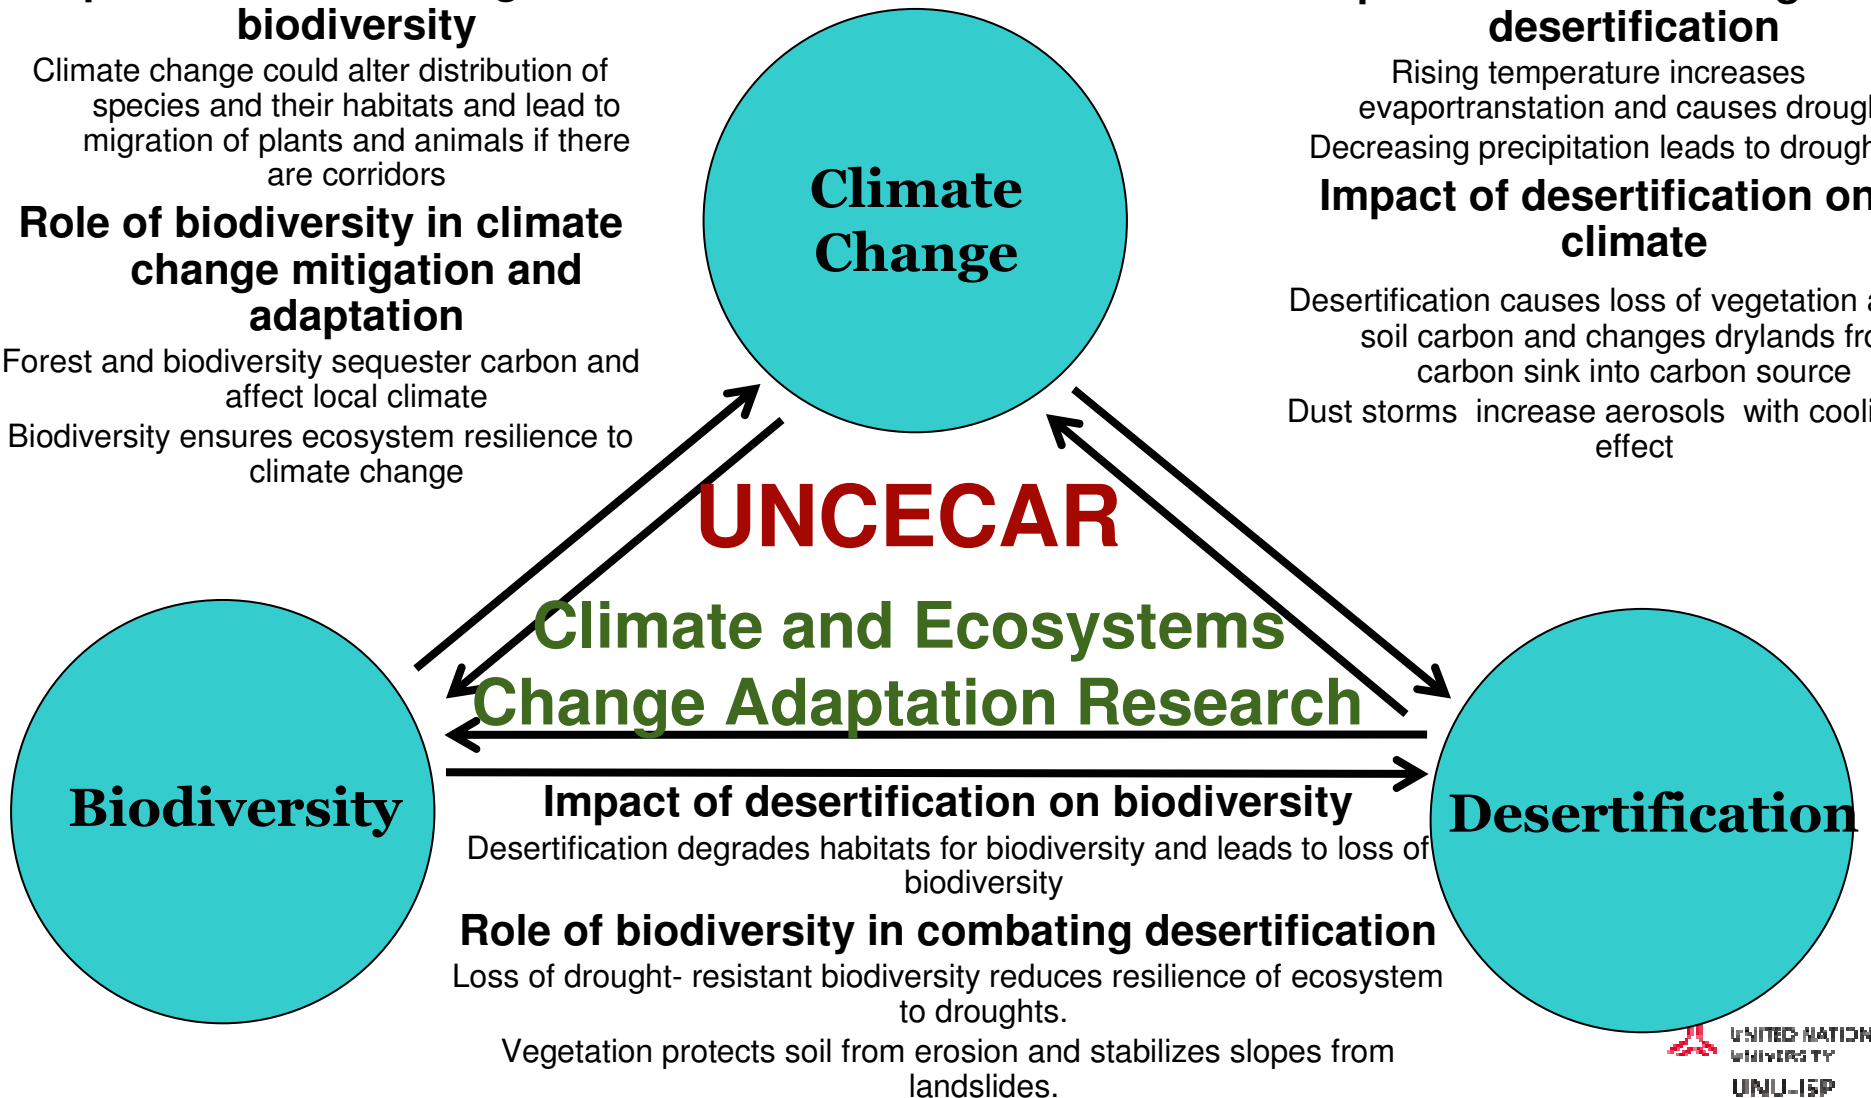 biodiversity
Climate change could alter distribution of
species and their habitats and lead to
migration of plants and animals if there
are corridors
Role of biodiversity in climate
change mitigation and
adaptation
Forest and biodiversity sequester carbon and
affect local climate
Biodiversity ensures ecosystem resilience to
climate change
Climate
Change
desertification
Rising temperature increases
evaportranstation and causes
Decreasing precipitation leads to
Impact of desertification on
climate
Desertification causes loss of vegetation
soil carbon and changes drylands
carbon sink into carbon source
Dust storms increase aerosols with
effect
UNCECAR
Climate and Ecosystems
Change Adaptation Research
Biodiversity
Desertification
Impact of desertification on biodiversity
Desertification degrades habitats for biodiversity and leads to loss of
biodiversity
Role of biodiversity in combating desertification
Loss of drought- resistant biodiversity reduces resilience of ecosystem
to droughts.
Vegetation protects soil from erosion and stabilizes slopes from
landslides.
UNITED NATION
UNIVERSITY
UNU-ISP